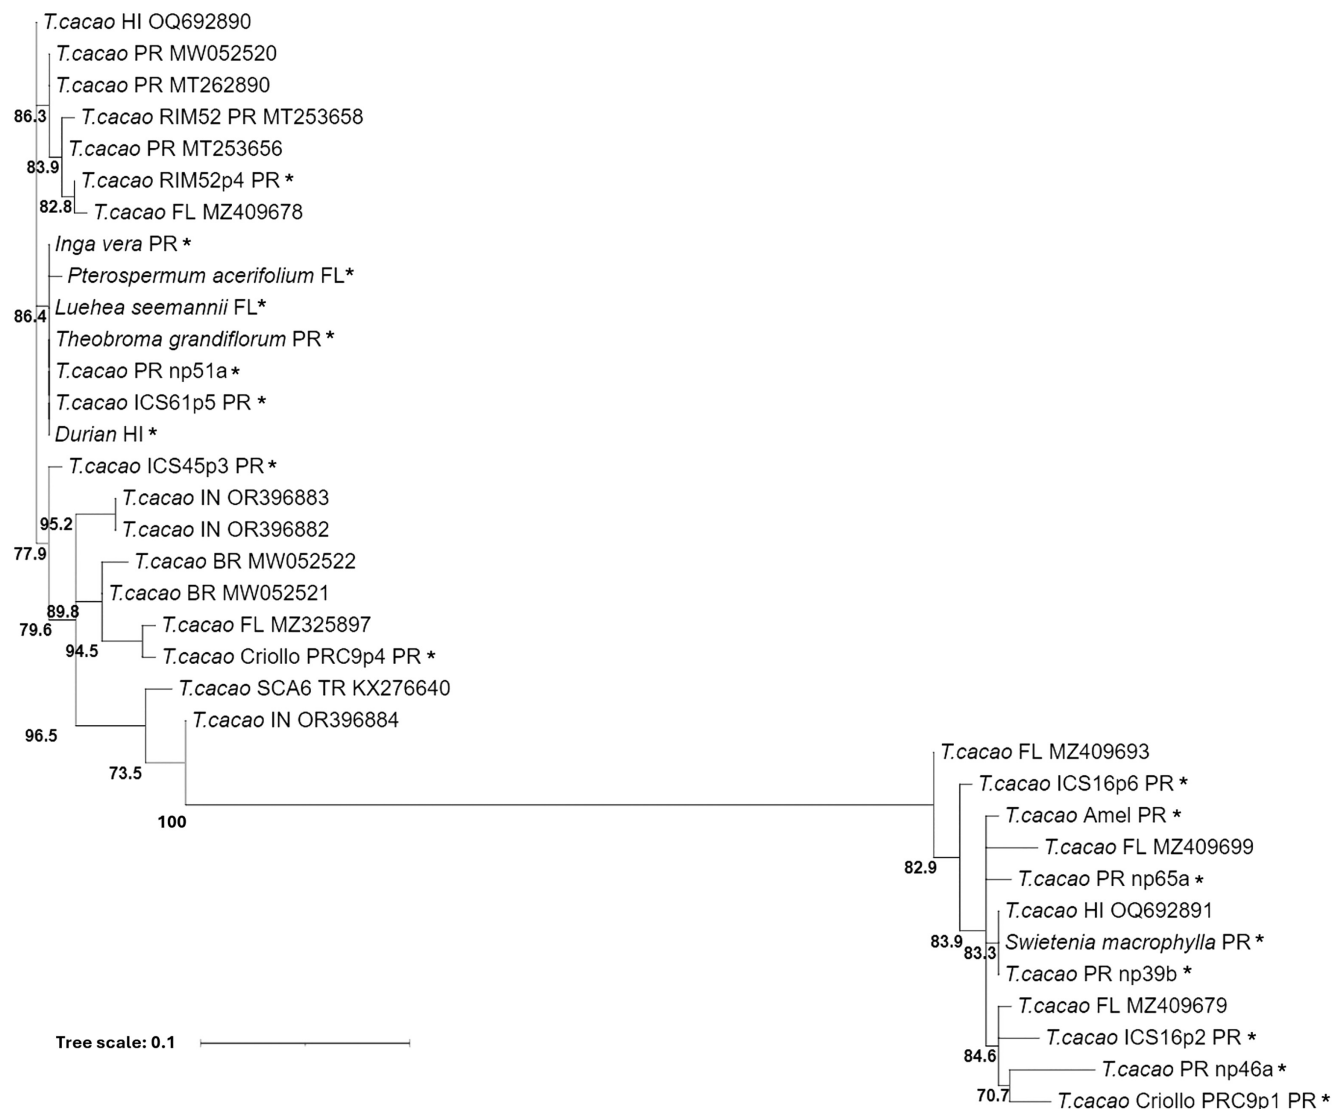 T.cacao HI OQ692890
T.cacao PR MW052520
T.cacao PR MT262890
86.3
T.cacao RIM52 PR MT253658
T.cacao PR MT253656
83.9
T.cacao RIM52p4 PR *
82.8
T.cacao FL MZ409678
Inga vera PR *
Pterospermum acerifolium FL*
Luehea seemannii FL*
86.4
Theobroma grandiflorum PR *
T.cacao PR np51a *
T.cacao ICS61p5 PR *
Durian HI *
T.cacao ICS45p3 PR *
T.cacao IN OR396883
95.2
T.cacao IN OR396882
77.9
T.cacao BR MW052522
T.cacao BR MW052521
89.8
79.6
T.cacao FL MZ325897
94.5
T.cacao Criollo PRC9p4 PR *
T.cacao SCA6 TR KX276640
T.cacao IN OR396884
96.5
T.cacao FL MZ409693
73.5
T.cacao ICS16p6 PR *
T.cacao Amel PR *
100
T.cacao FL MZ409699
82.9
T.cacao PR np65a *
T.cacao HI OQ692891
83.9
83.3
Swietenia macrophylla PR *
T.cacao PR np39b *
T.cacao FL MZ409679
Tree scale: 0.1
T.cacao ICS16p2 PR *
84.6
T.cacao PR np46a *
70.7
T.cacao Criollo PRC9p1 PR *